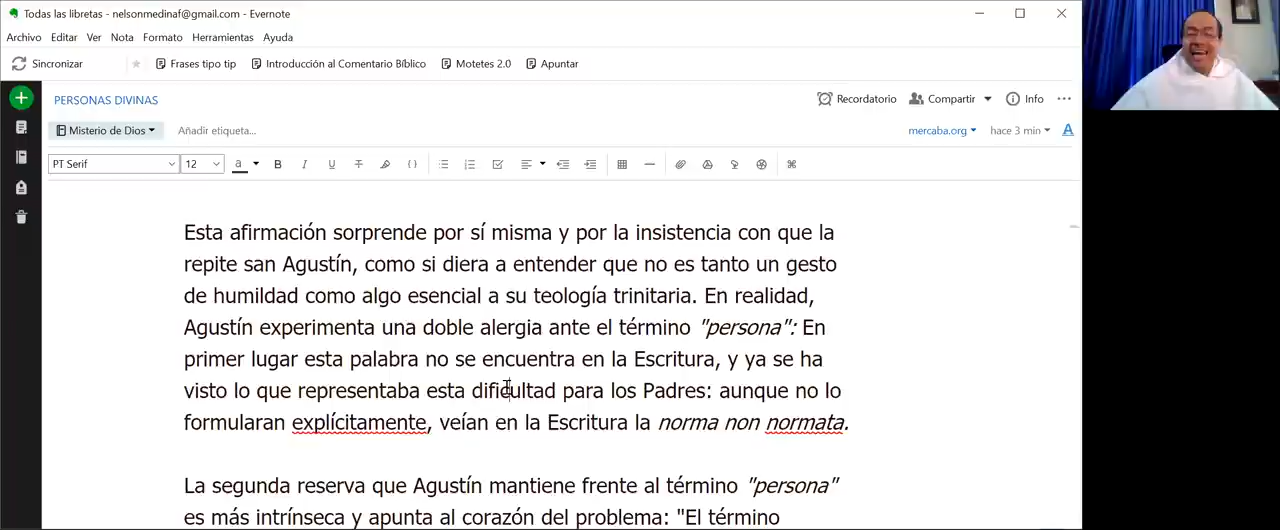 Todas las libretas - nelsonmedinaf@gmail.com - Evernote
Archivo Editar Ver Nota Formato Herramientas Ayuda
Sincronizar Frases tipo tip Introducción al Comentario Bíblico Motetes 2.0 Apuntar
PERSONAS DIVINAS Recordatorio Compartir Info
Misterio de Dios Añadir etiqueta... mercaba.org hace 3 min A
PT Serif 12 a B I U T { }
Esta afirmación sorprende por sí misma y por la insistencia con que la
repite san Agustín, como si diera a entender que no es tanto un gesto
de humildad como algo esencial a su teología trinitaria. En realidad,
Agustín experimenta una doble alergia ante el término "persona": En
primer lugar esta palabra no se encuentra en la Escritura, y ya se ha
visto lo que representaba esta dificultad para los Padres: aunque no lo
formularan explícitamente, veían en la Escritura la norma non normata.
La segunda reserva que Agustín mantiene frente al término "persona"
es más intrínseca y apunta al corazón del problema: "El término